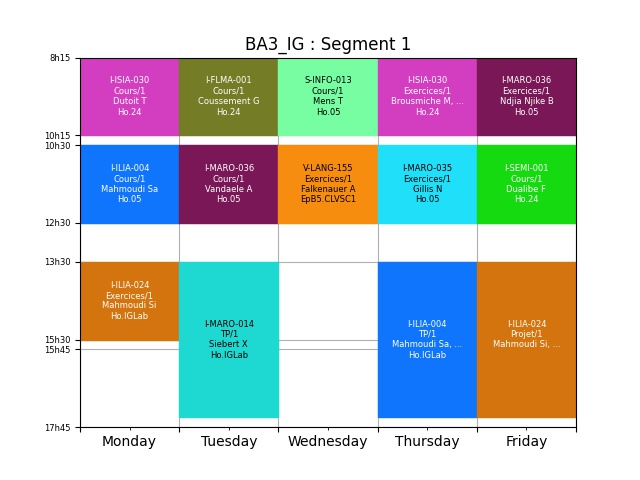 BA3_IG : Segment 1
8h15
I-ISIA-030
Cours/1
Dutoit T
Ho.24
I-FLMA-001
Cours/1
Coussement G
Ho.24
S-INFO-013
Cours/1
Mens T
Ho.05
I-ISIA-030
Exercices/1
Brousmiche M, ...
Ho.24
I-MARO-036
Exercices/1
Ndjia Njike B
Ho.05
10h15
10h30
I-ILIA-004
Cours/1
Mahmoudi Sa
Ho.05
I-MARO-036
Cours/1
Vandaele A
Ho.05
V-LANG-155
Exercices/1
Falkenauer A
EpB5.CLVSC1
I-MARO-035
Exercices/1
Gillis N
Ho.05
I-SEMI-001
Cours/1
Dualibe F
Ho.24
12h30
13h30
I-ILIA-024
Exercices/1
Mahmoudi Si
Ho.IGLab
I-MARO-014
TP/1
Siebert X
Ho.IGLab
I-ILIA-004
TP/1
Mahmoudi Sa, ...
Ho.IGLab
I-ILIA-024
Projet/1
Mahmoudi Si, ...
15h30
15h45
17h45
Monday
Tuesday
Wednesday
Thursday
Friday